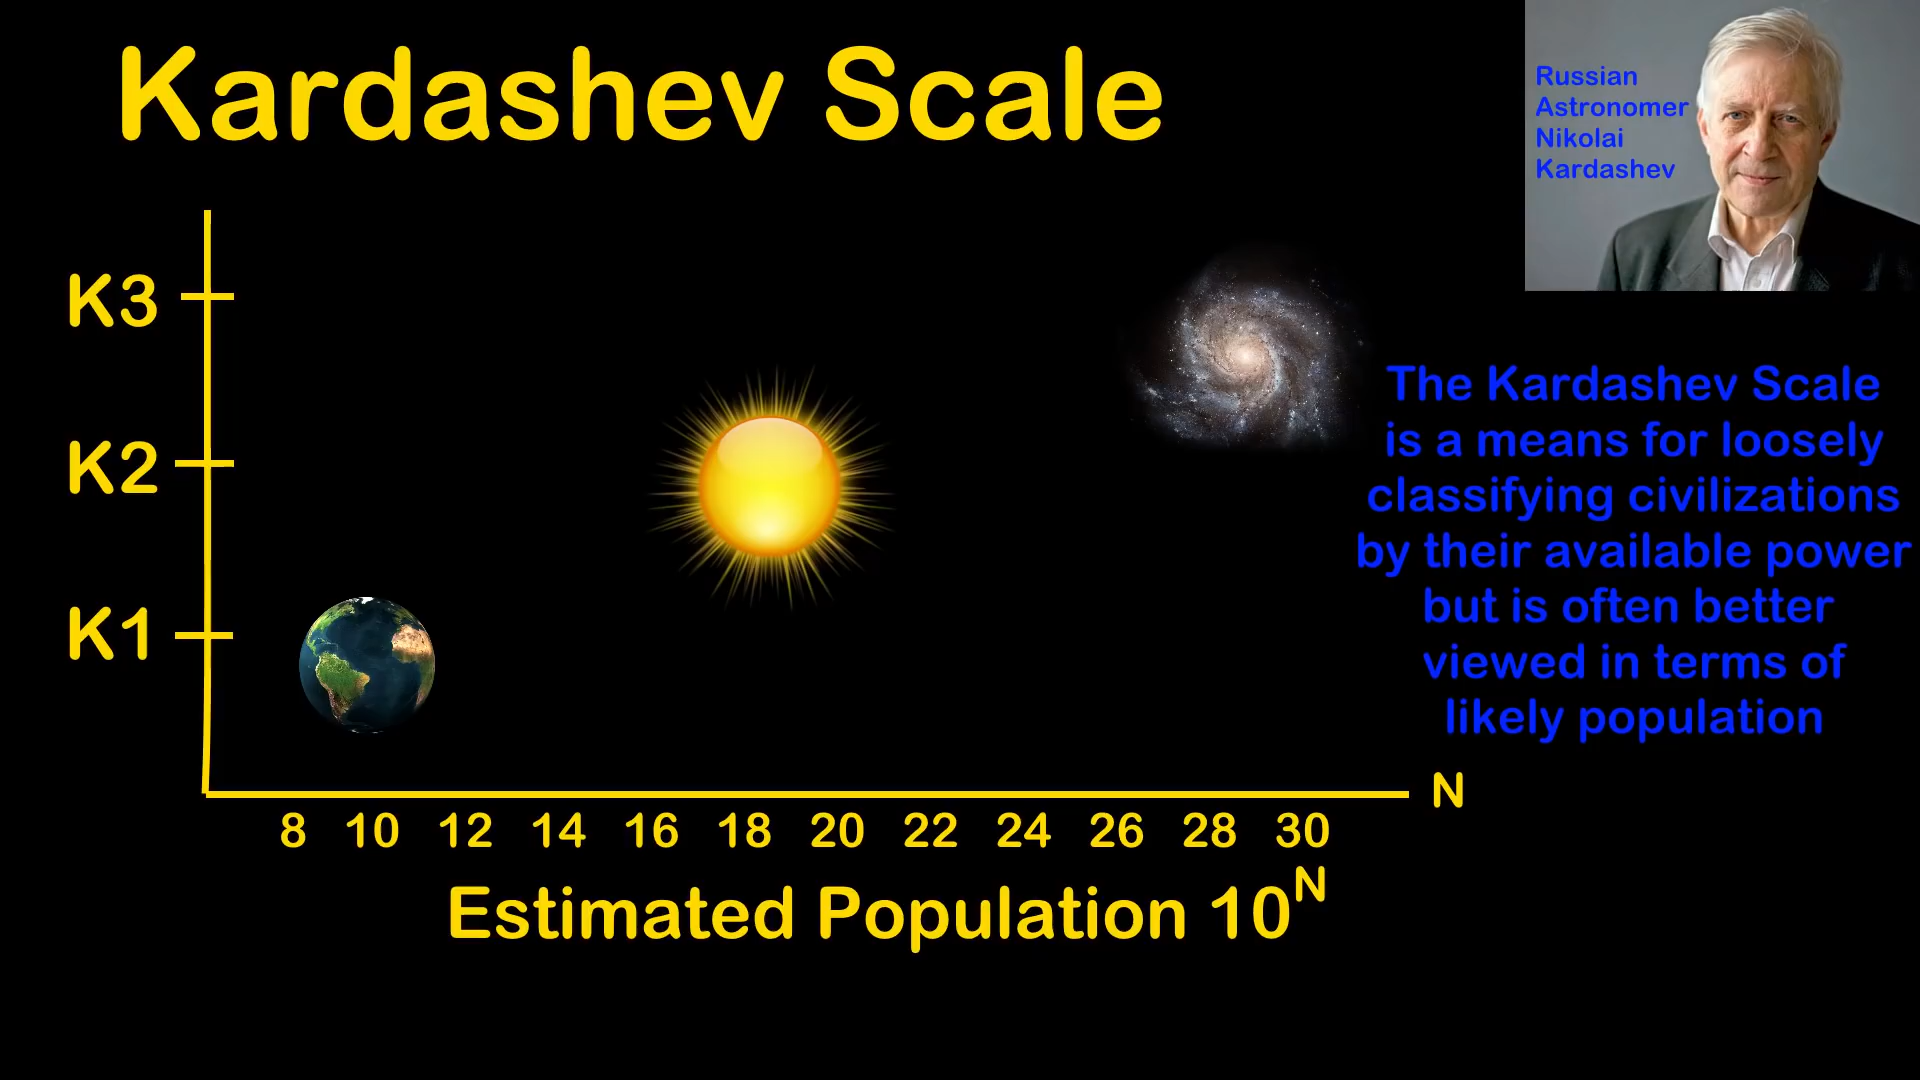 Kardashev Scale
Russian
Astronomer
Nikolai
Kardashev
K3
K2
K1
The Kardashev Scale
is a means for loosely
classifying civilizations
by their available power
but is often better
viewed in terms of
likely population
N
8 10 12 14 16 18 20 22 24 26 28 30
Estimated Population 10^N